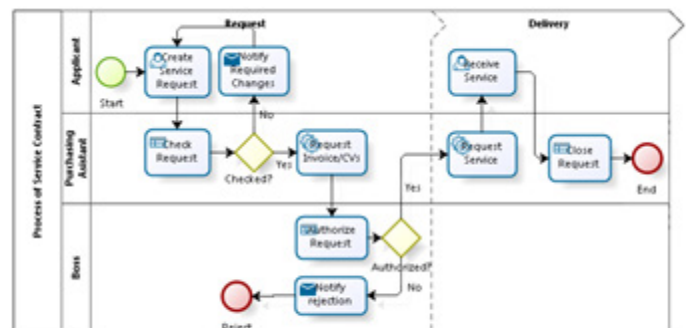 Request
Delivery
Process of Service Contract
Applicant
Start
Create
Service
Request
Notify
Required
Changes
Receive
Service
Purchasing
Asistant
Check
Request
No
Checked?
Yes
Request
Invoice/CVs
Yes
Request
Service
Close
Request
End
Boss
Authorize
Request
Authorized?
No
Notify
rejection
Reject